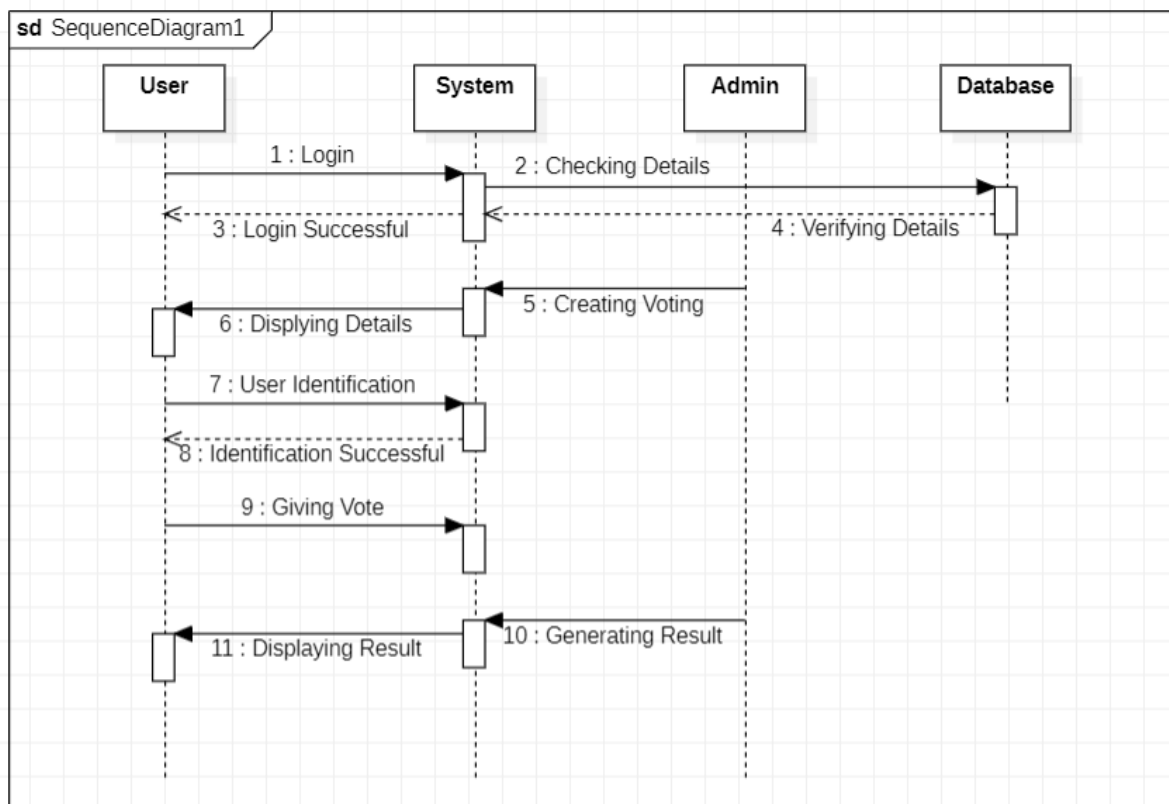 sd SequenceDiagram1
User
System
Admin
Database
1 : Login
2 : Checking Details
3 : Login Successful
4 : Verifying Details
5 : Creating Voting
6 : Displying Details
7 : User Identification
8 : Identification Successful
9 : Giving Vote
10 : Generating Result
11 : Displaying Result